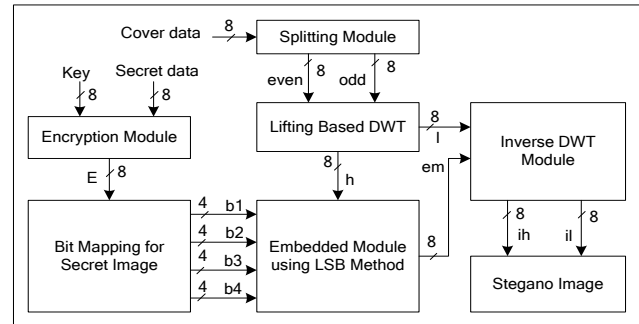 Cover data
8
Splitting Module
Key
Secret data
8
8
even
8
odd
8
Encryption Module
Lifting Based DWT
8
l
Inverse DWT
Module
E
8
8
h
em
Bit Mapping for
Secret Image
4
b1
4
b2
4
b3
4
b4
Embedded Module
using LSB Method
8
8
ih
8
il
Stegano Image